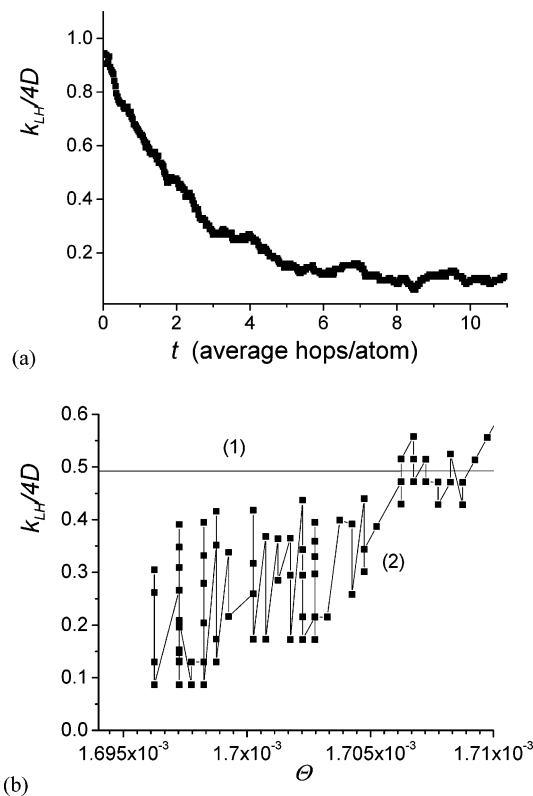 k_LH/4D
1.0
0.8
0.6
0.4
0.2
0 2 4 6 8 10
t (average hops/atom)
(a)
k_LH/4D
0.6
0.5
0.4
0.3
0.2
0.1
0.0
(1)
(2)
1.695x10⁻³ 1.7x10⁻³ 1.705x10⁻³ 1.71x10⁻³
Θ
(b)